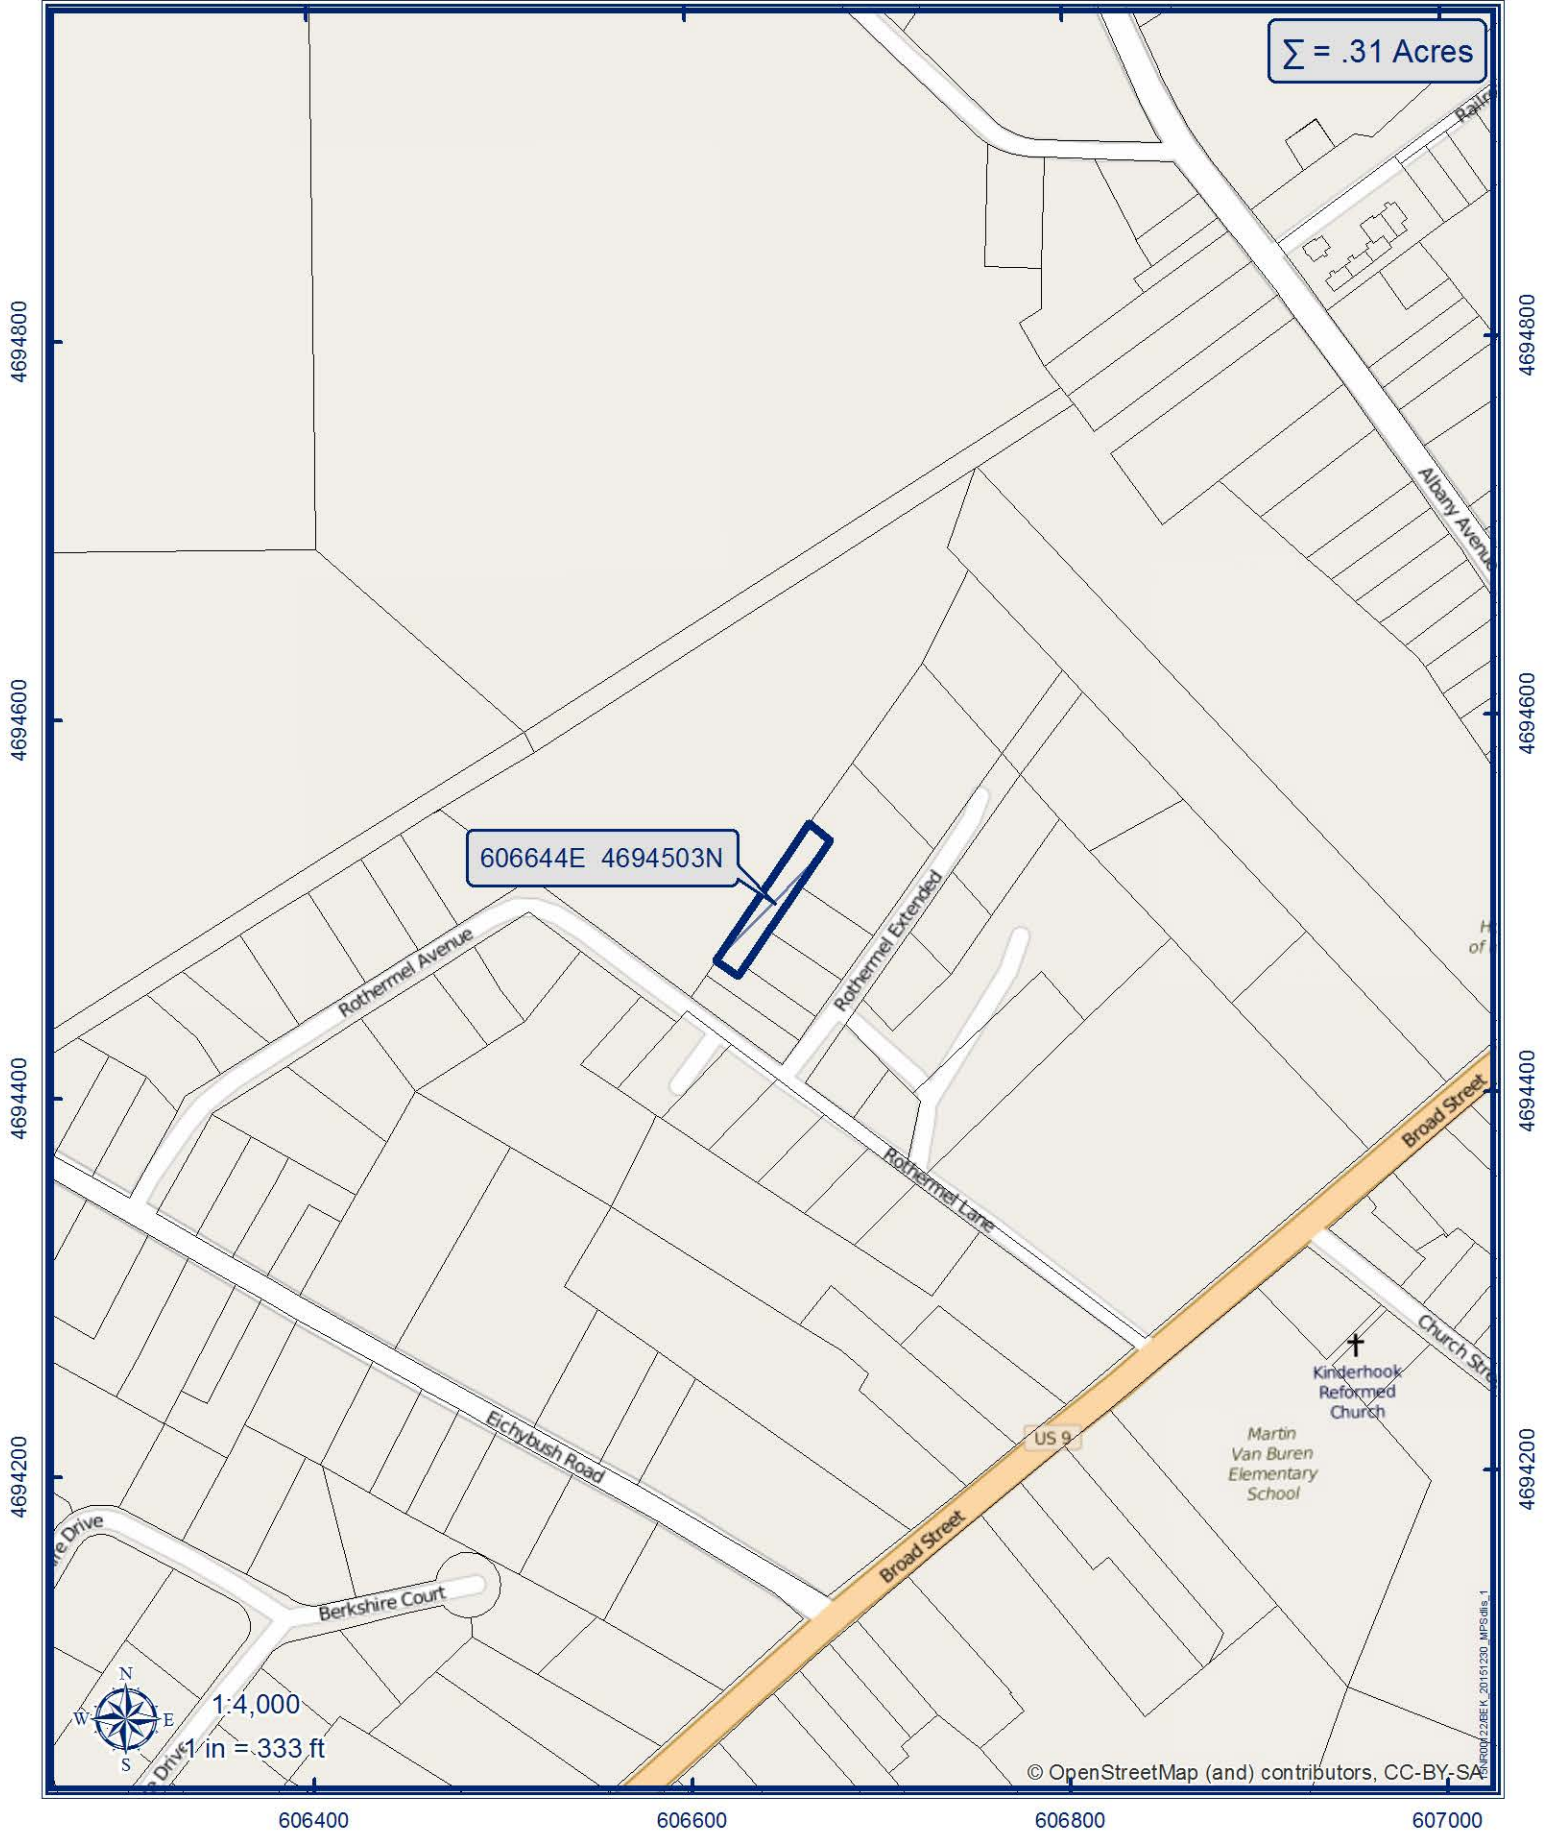 ∑ = .31 Acres
Railr
4694800
4694800
Albany Avenue
4694600
4694600
606644E 4694503N
Rothermel Extended
Rothermel Avenue
H
of
4694400
4694400
Broad Street
Rothermel Lane
Church Stre
Kinderhook
Reformed
Church
US 9
Martin
Van Buren
Elementary
School
Eichybush Road
4694200
4694200
re Drive
Broad Street
Berkshire Court
N
W
E
S
1:4,000
1 in = 333 ft
e Drive
© OpenStreetMap (and) contributors, CC-BY-SA
606400
606600
606800
607000